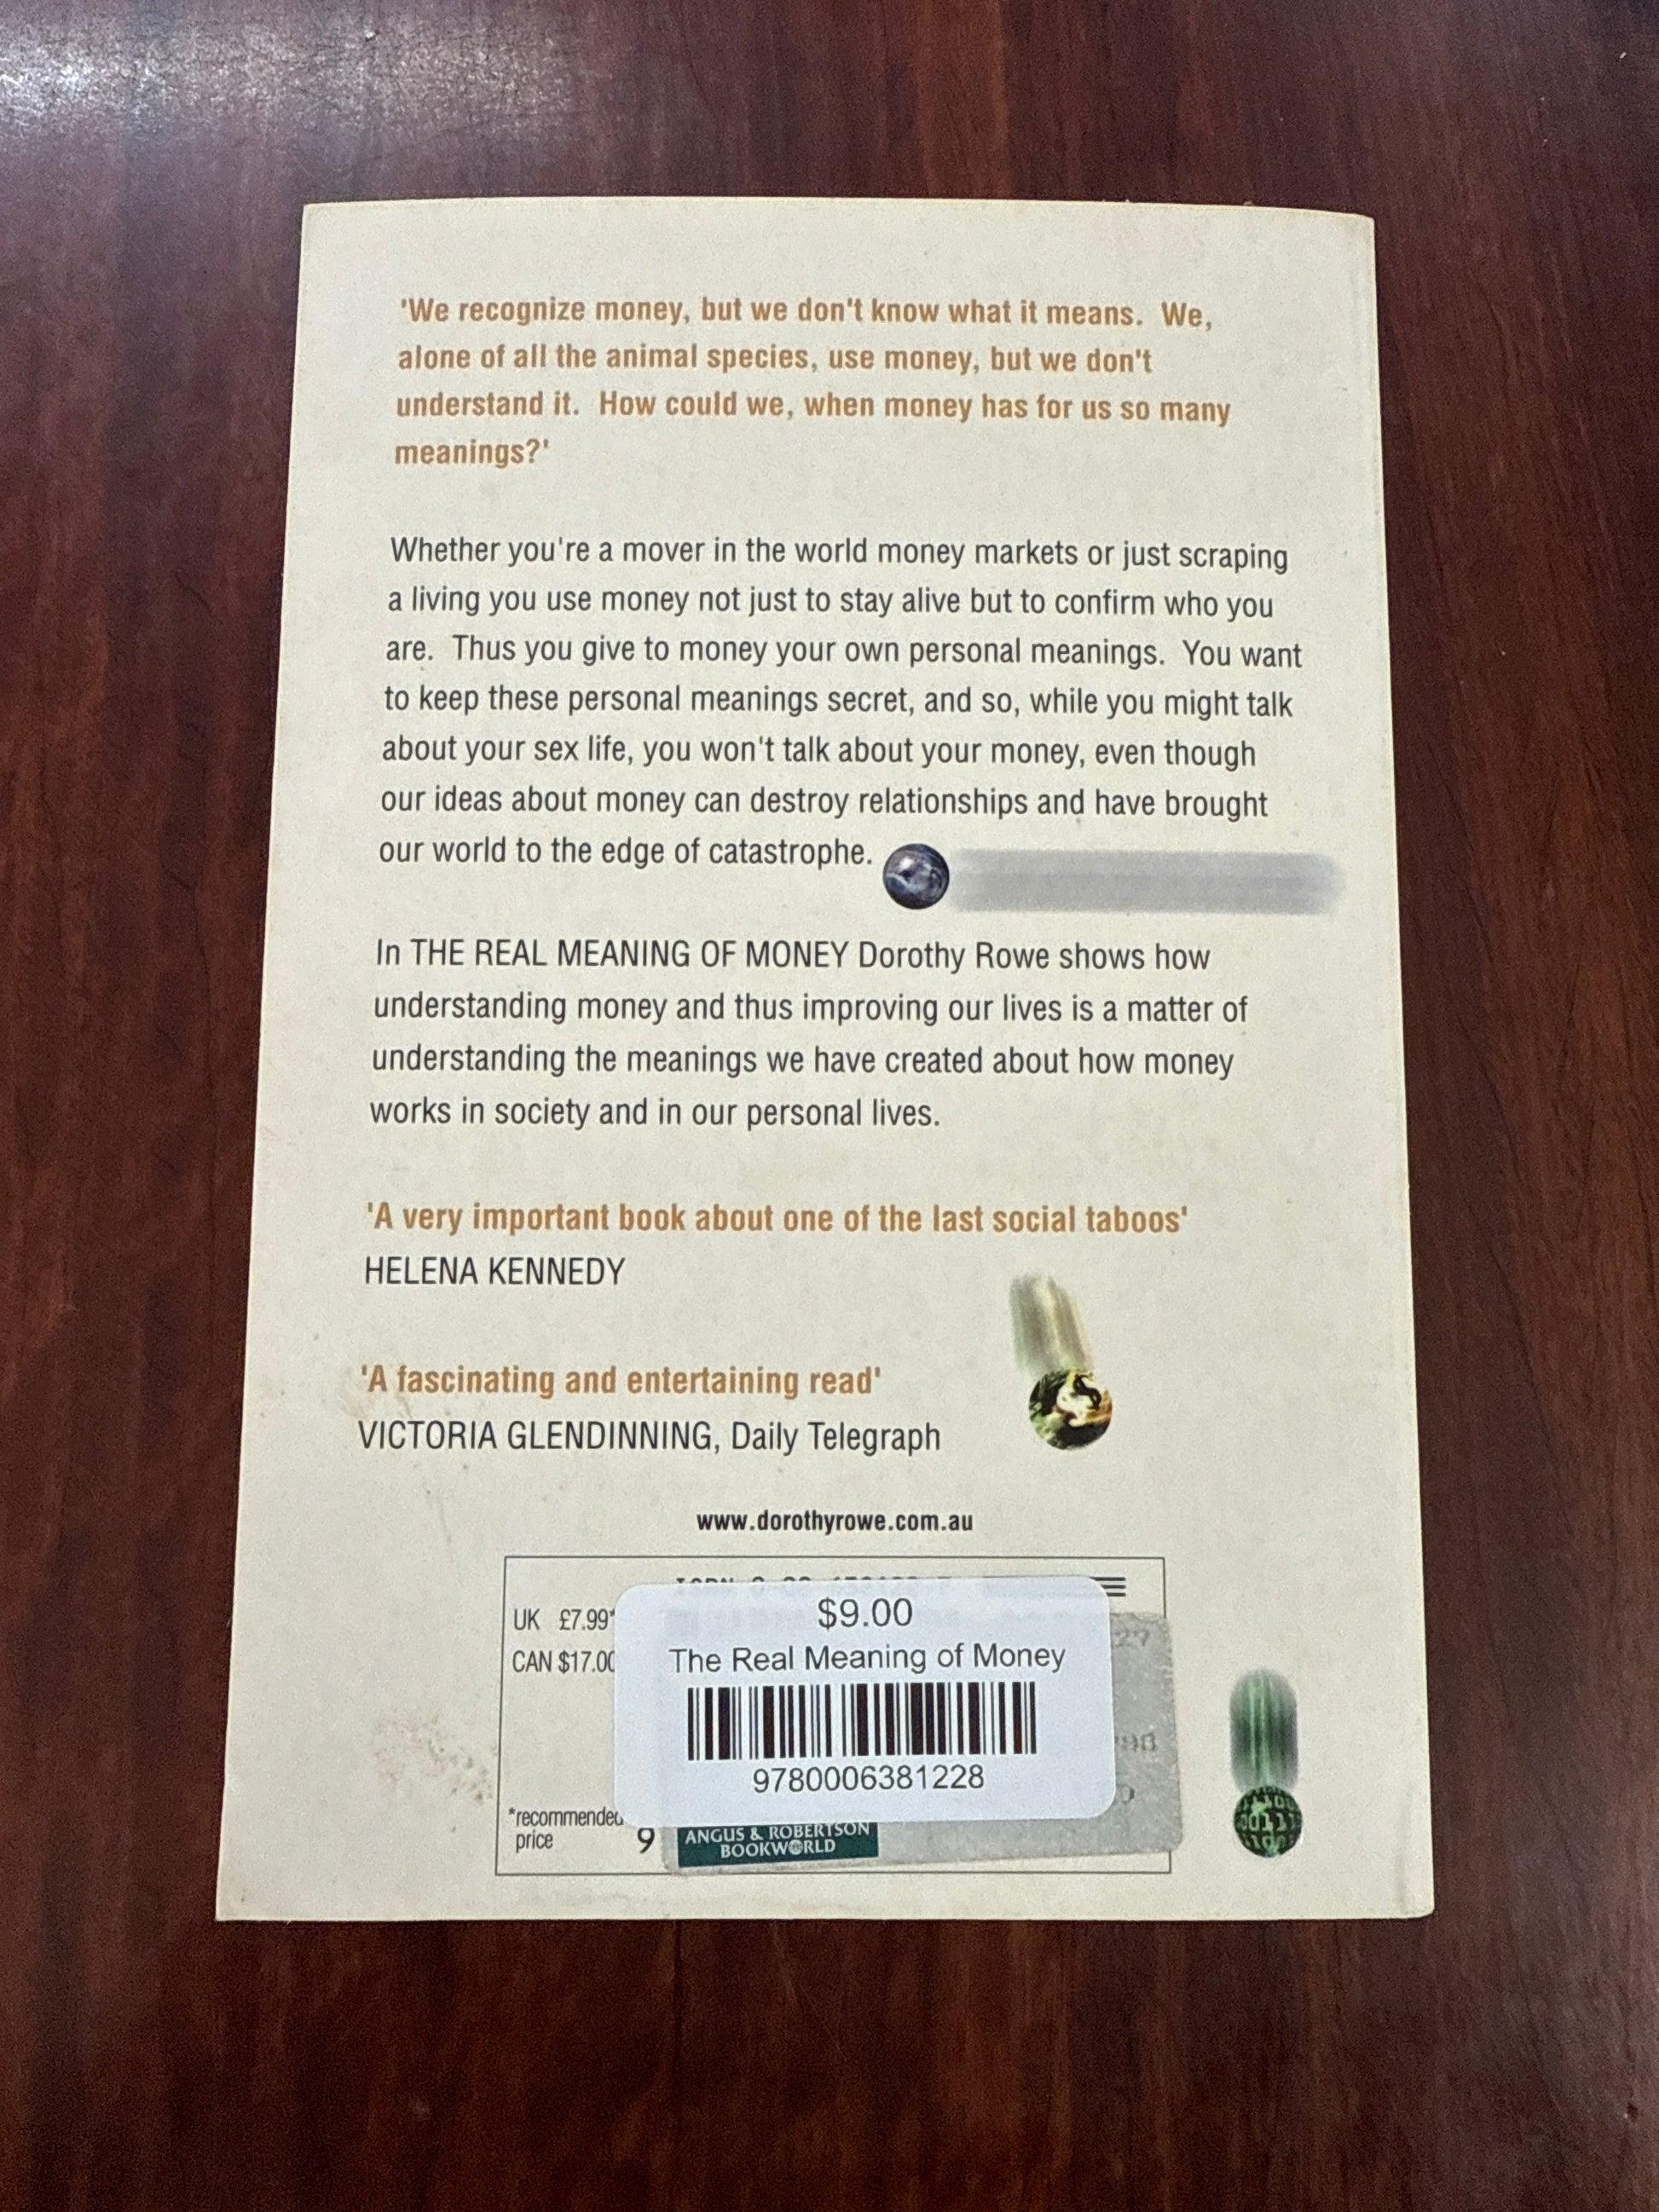 'We recognize money, but we don't know what it means. We,
alone of all the animal species, use money, but we don't
understand it. How could we, when money has for us so many
meanings?'
Whether you're a mover in the world money markets or just scraping
a living you use money not just to stay alive but to confirm who you
are. Thus you give to money your own personal meanings. You want
to keep these personal meanings secret, and so, while you might talk
about your sex life, you won't talk about your money, even though
our ideas about money can destroy relationships and have brought
our world to the edge of catastrophe.
In THE REAL MEANING OF MONEY Dorothy Rowe shows how
understanding money and thus improving our lives is a matter of
understanding the meanings we have created about how money
works in society and in our personal lives.
'A very important book about one of the last social taboos'
HELENA KENNEDY
'A fascinating and entertaining read'
VICTORIA GLENDINNING, Daily Telegraph
www.dorothyrowe.com.au
UK £7.99*
CAN $17.00
$9.00
The Real Meaning of Money
9780006381228
*recommended
price
9
ANGUS & ROBERTSON
BOOKWORLD